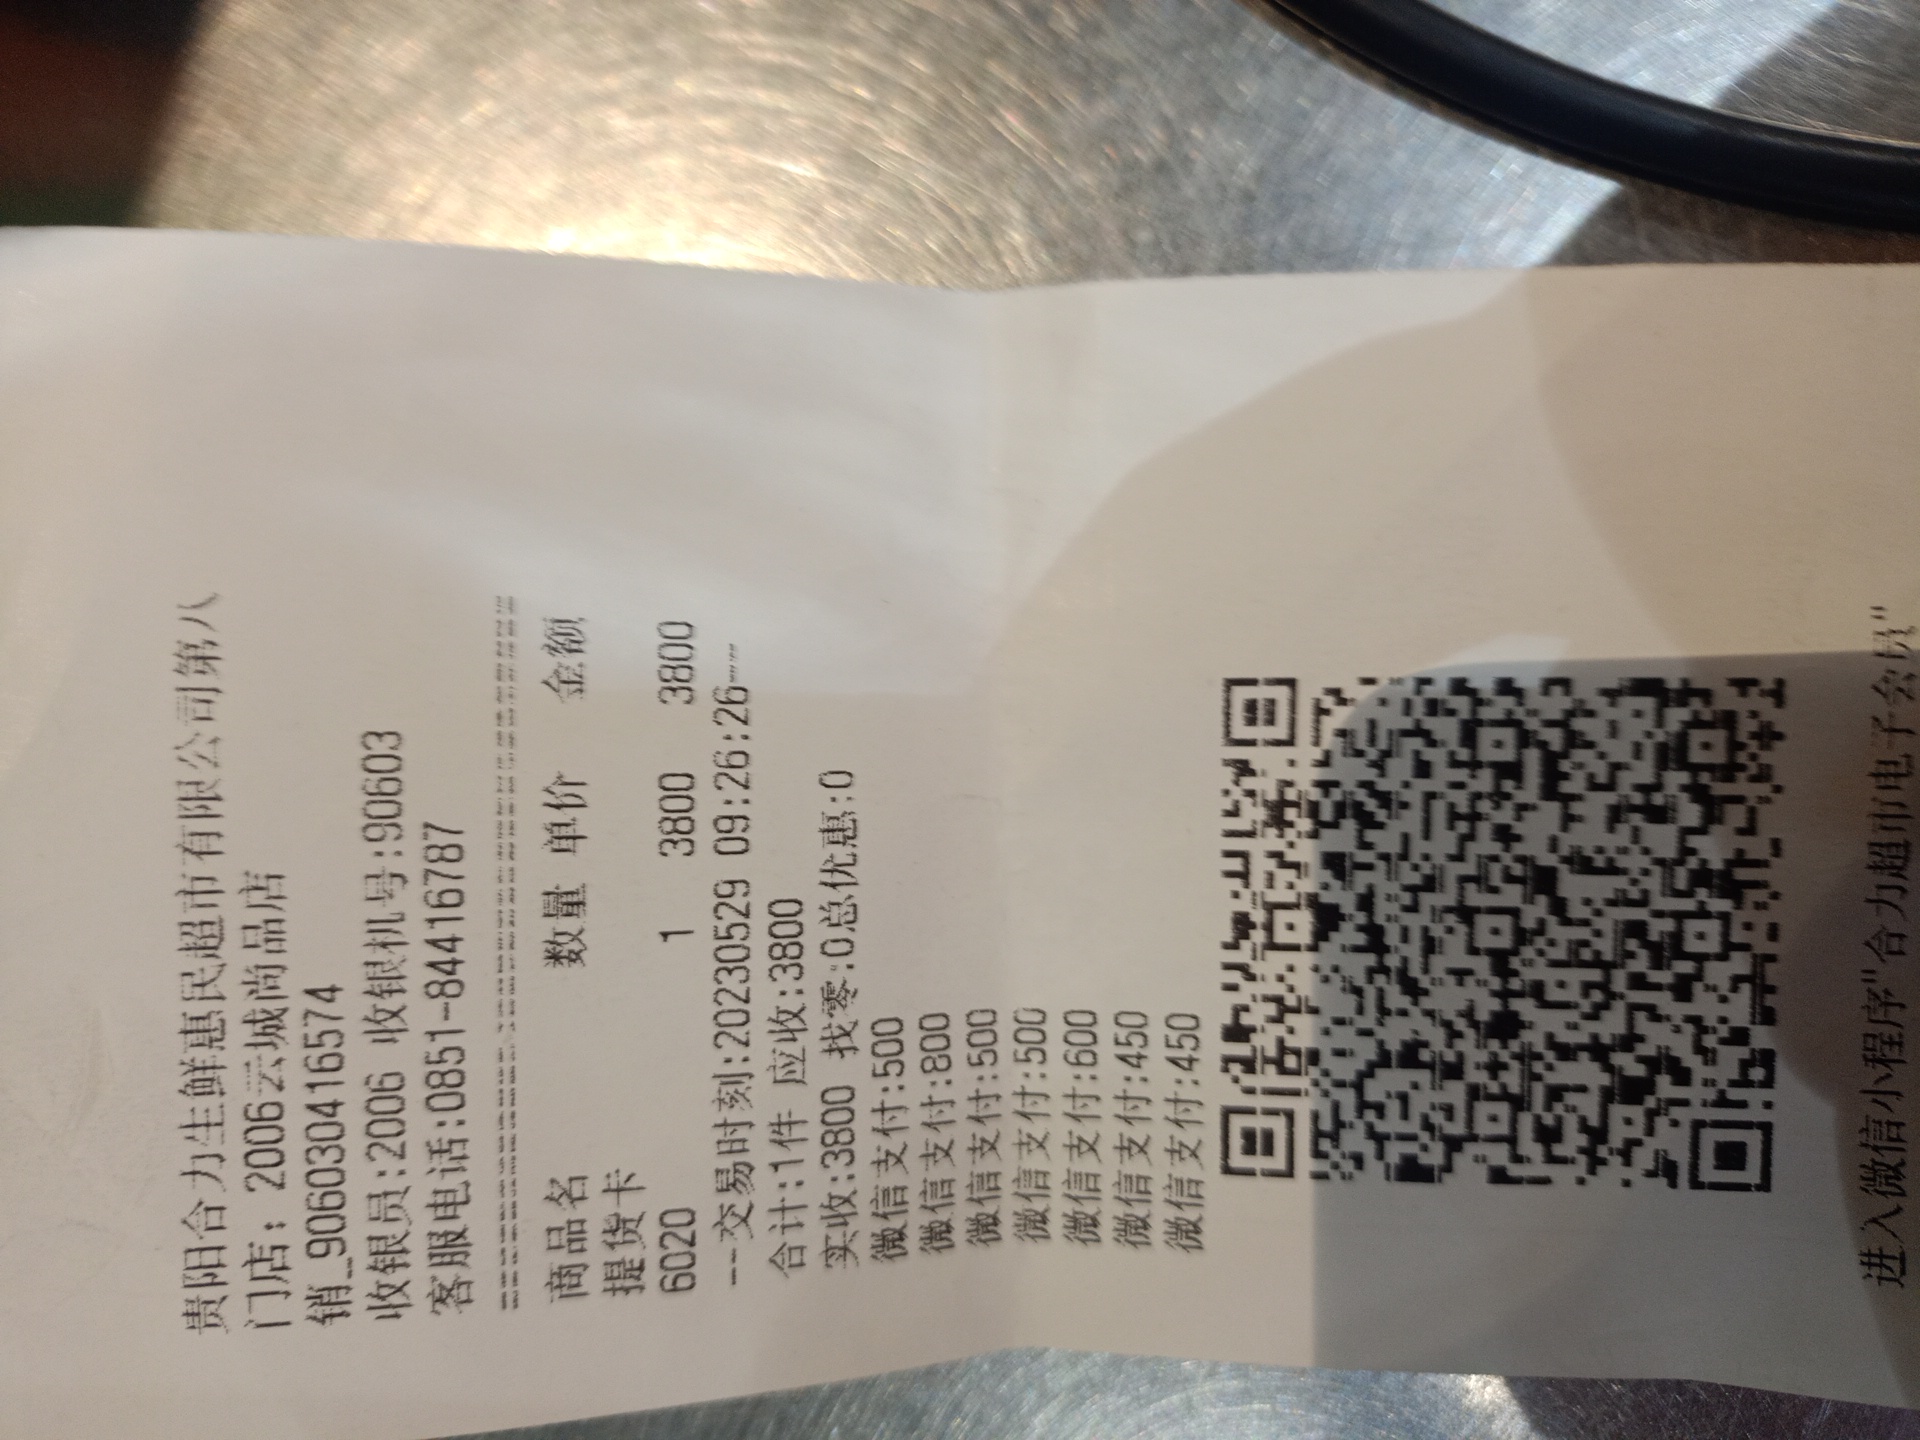 贵阳合力生鲜惠民超市有限公司第八
门店：2006云城尚品店
销_9060304416574
收银员:2006 收银机号:90603
客服电话:0851-84416787
商品名 数量 单价 金额
提货卡
6020 1 3800 3800
--交易时刻:20230529 09:26:26--
合计:1件 应收:3800
实收:3800 找零:0总优惠:0
微信支付:500
微信支付:800
微信支付:500
微信支付:500
微信支付:600
微信支付:450
微信支付:450
进入微信小程序"合力超市电子会员"